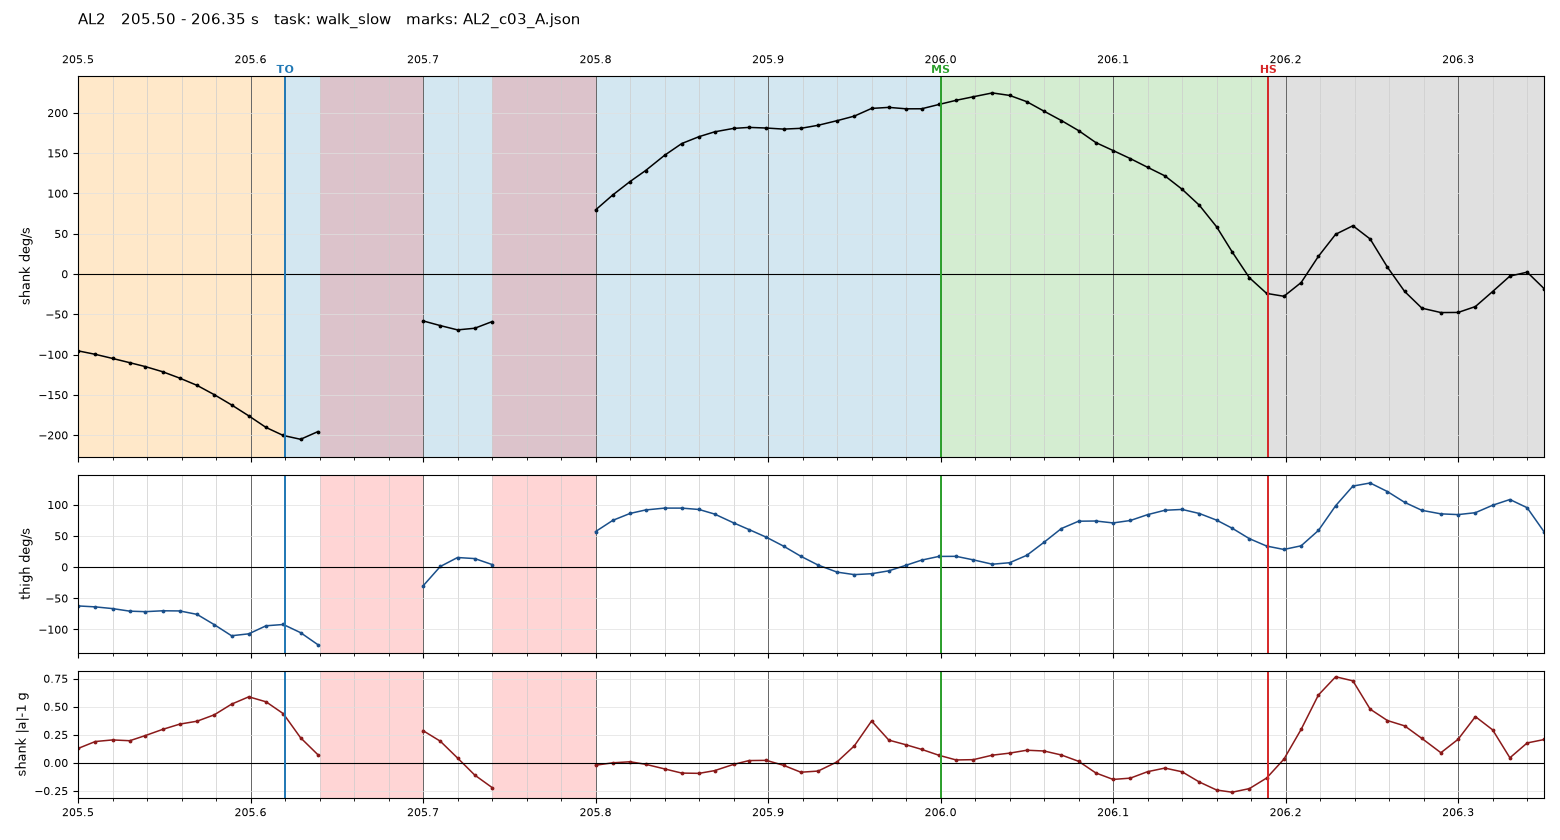 AL2 205.50 - 206.35 s task: walk_slow marks: AL2_c03_A.json
205.5 205.6 205.7 205.8 205.9 206.0 206.1 206.2 206.3
TO MS HS
shank deg/s
200
150
100
50
0
−50
−100
−150
−200
thigh deg/s
100
50
0
−50
−100
shank |a|-1 g
0.75
0.50
0.25
0.00
−0.25
205.5 205.6 205.7 205.8 205.9 206.0 206.1 206.2 206.3